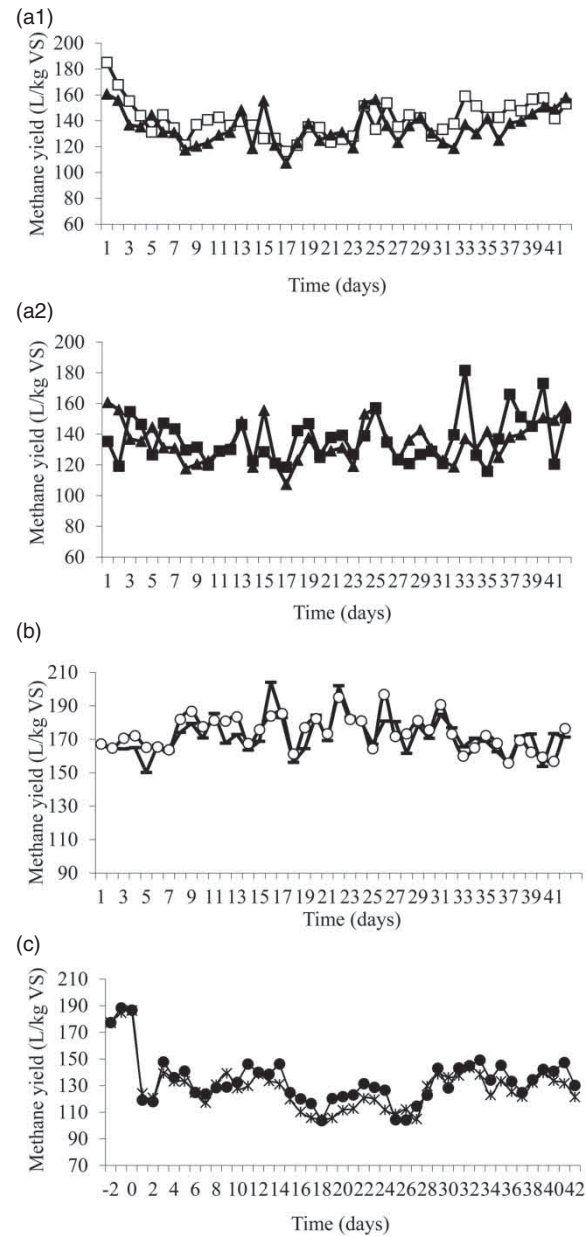 (a1)
Methane yield (L/kg VS)
200
180
160
140
120
100
80
60
1 3 5 7 9 11 13 15 17 19 21 23 25 27 29 31 33 35 37 39 41
Time (days)
(a2)
Methane yield (L/kg VS)
200
180
160
140
120
100
80
60
1 3 5 7 9 11 13 15 17 19 21 23 25 27 29 31 33 35 37 39 41
Time (days)
(b)
Methane yield (L/kg VS)
210
190
170
150
130
110
90
1 3 5 7 9 11 13 15 17 19 21 23 25 27 29 31 33 35 37 39 41
Time (days)
(c)
Methane yield (L/kg VS)
210
190
170
150
130
110
90
70
-2 0 2 4 6 8 10 12 14 16 18 20 22 24 26 28 30 32 34 36 38 40 42
Time (days)